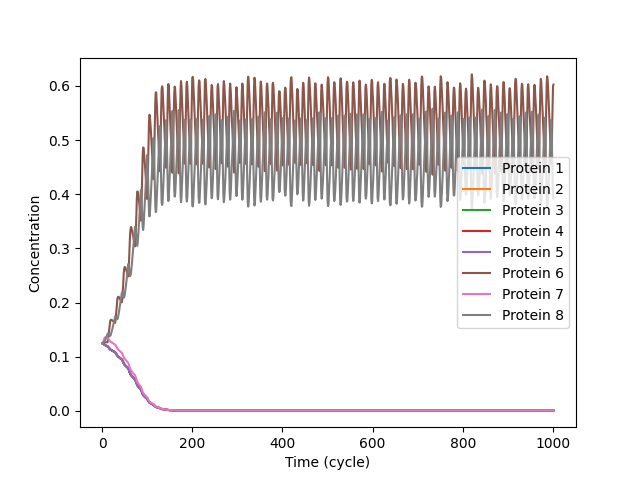 0.6
0.5
0.4
0.3
0.2
0.1
0.0
Concentration
0
200
400
600
800
1000
Time (cycle)
Protein 1
Protein 2
Protein 3
Protein 4
Protein 5
Protein 6
Protein 7
Protein 8